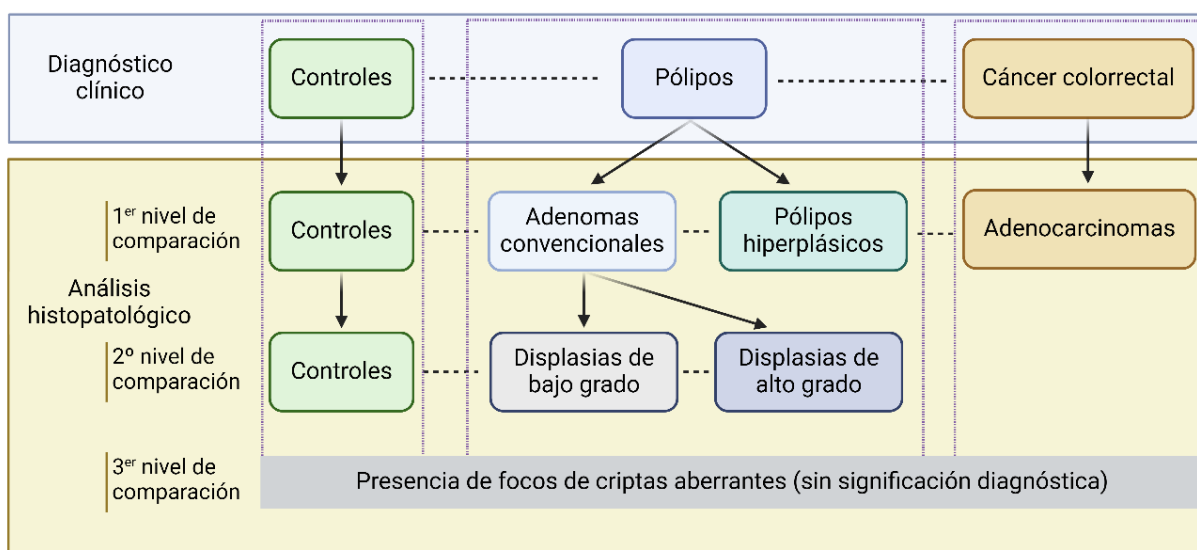 Diagnóstico
clínico
Controles
Pólipos
Cáncer colorrectal
1er nivel de
comparación
Controles
Adenomas
convencionales
Pólipos
hiperplásicos
Adenocarcinomas
Análisis
histopatológico
2º nivel de
comparación
Controles
Displasias de
bajo grado
Displasias de
alto grado
3er nivel de
comparación
Presencia de focos de criptas aberrantes (sin significación diagnóstica)